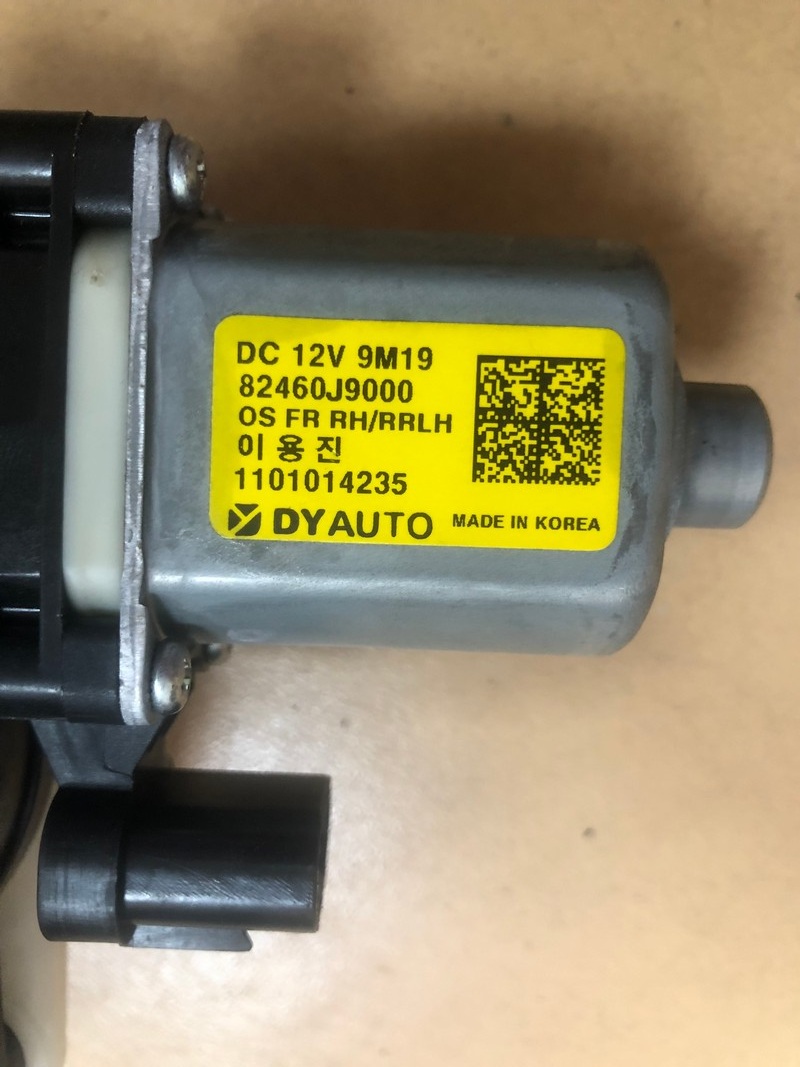 DC 12V 9M19
82460J9000
OS FR RH/RRLH
이 용 진
1101014235
DYAUTO MADE IN KOREA